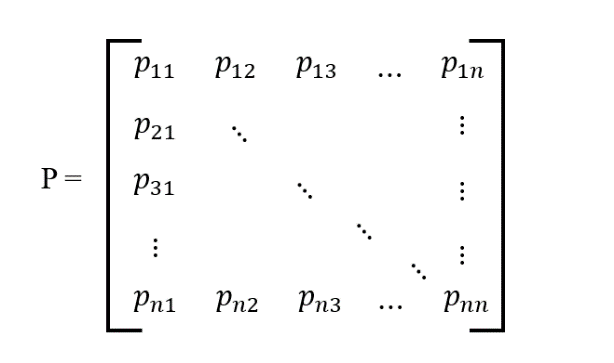 p₁₁ p₁₂ p₁₃ … p₁ₙ
p₂₁ ⋱ ⋮
P = p₃₁ ⋱ ⋮
⋮ ⋱ ⋱ ⋮
pₙ₁ pₙ₂ pₙ₃ … pₙₙ